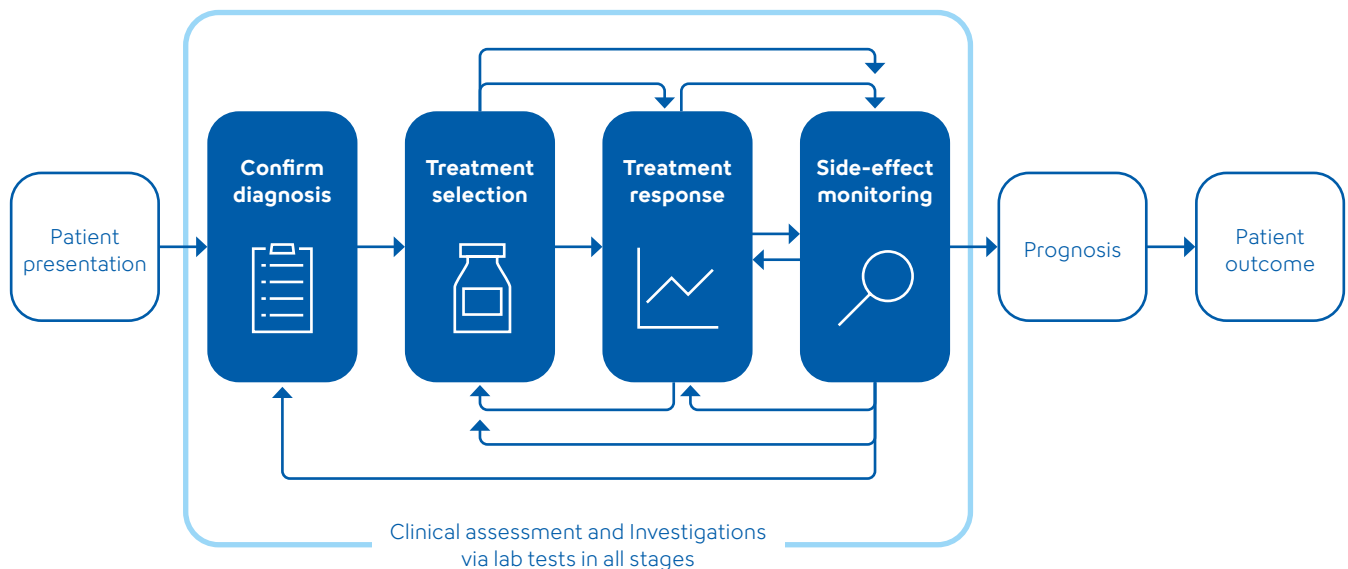 Patient
presentation
Confirm
diagnosis
Treatment
selection
Treatment
response
Side-effect
monitoring
Prognosis
Patient
outcome
Clinical assessment and Investigations
via lab tests in all stages